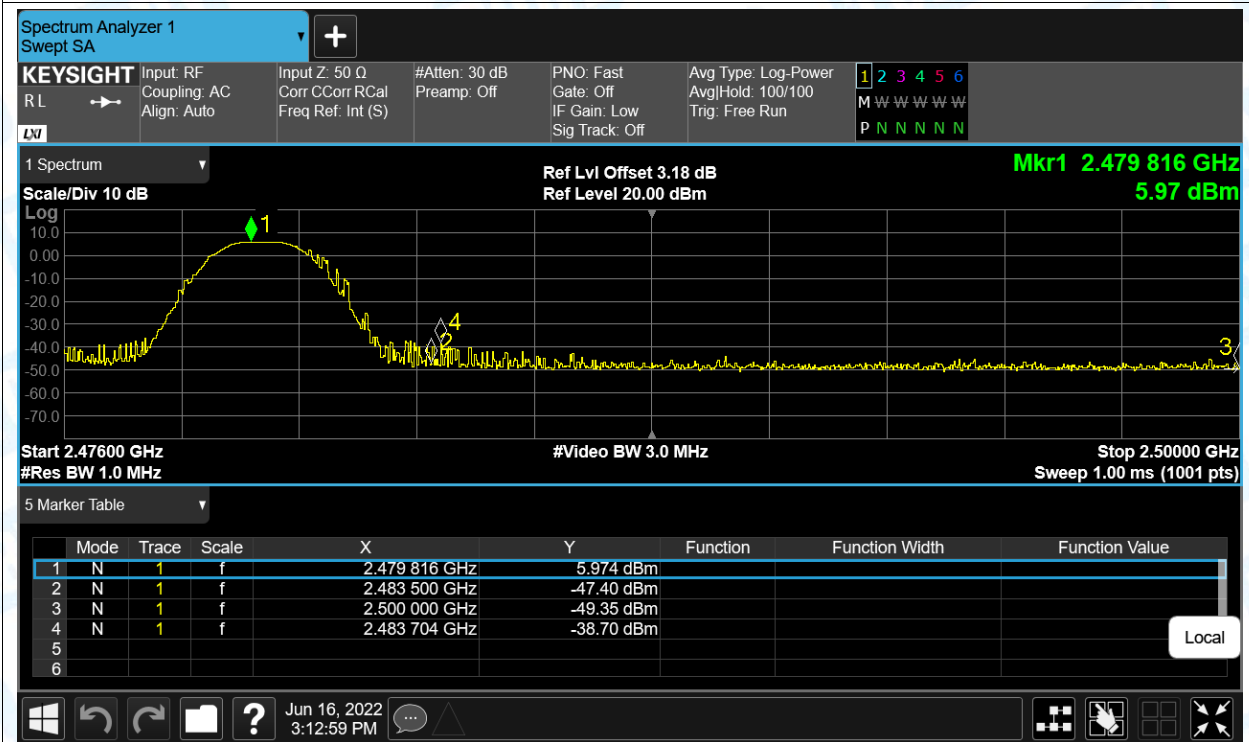 Spectrum Analyzer 1
Swept SA
KEYSIGHT
R L
LXI
Input: RF
Coupling: AC
Align: Auto
Input Z: 50 Ω
Corr CCorr RCal
Freq Ref: Int (S)
#Atten: 30 dB
Preamp: Off
PNO: Fast
Gate: Off
IF Gain: Low
Sig Track: Off
Avg Type: Log-Power
Avg|Hold: 100/100
Trig: Free Run
1 2 3 4 5 6
M W W W W W
P N N N N N
1 Spectrum
Scale/Div 10 dB
Ref Lvl Offset 3.18 dB
Ref Level 20.00 dBm
Mkr1 2.479 816 GHz
5.97 dBm
Log
10.0
0.00
-10.0
-20.0
-30.0
-40.0
-50.0
-60.0
-70.0
1
4
2
3
Start 2.47600 GHz
#Res BW 1.0 MHz
#Video BW 3.0 MHz
Stop 2.50000 GHz
Sweep 1.00 ms (1001 pts)
5 Marker Table
Mode Trace Scale X Y Function Function Width Function Value
1 N 1 f 2.479 816 GHz 5.974 dBm
2 N 1 f 2.483 500 GHz -47.40 dBm
3 N 1 f 2.500 000 GHz -49.35 dBm
4 N 1 f 2.483 704 GHz -38.70 dBm
5
6
Local
?
Jun 16, 2022
3:12:59 PM